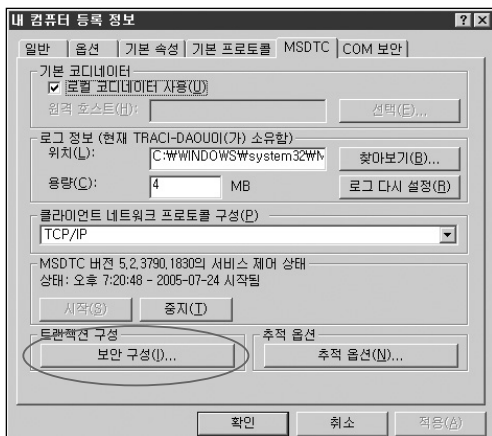 내 컴퓨터 등록 정보
일반 옵션 기본 속성 기본 프로토콜 MSDTC COM 보안
기본 코디네이터
로컬 코디네이터 사용(U)
원격 호스트(H): 선택(E)...
로그 정보 (현재 TRACI-DAOU이(가) 소유함)
위치(L): C:₩WINDOWS₩system32₩M 찾아보기(B)...
용량(C): 4 MB 로그 다시 설정(R)
클라이언트 네트워크 프로토콜 구성(P)
TCP/IP
MSDTC 버전 5.2.3790.1830의 서비스 제어 상태
상태: 오후 7:20:48 - 2005-07-24 시작됨
시작(S) 중지(T)
트랜잭션 구성 추적 옵션
보안 구성(I)... 추적 옵션(N)...
확인 취소 적용(A)